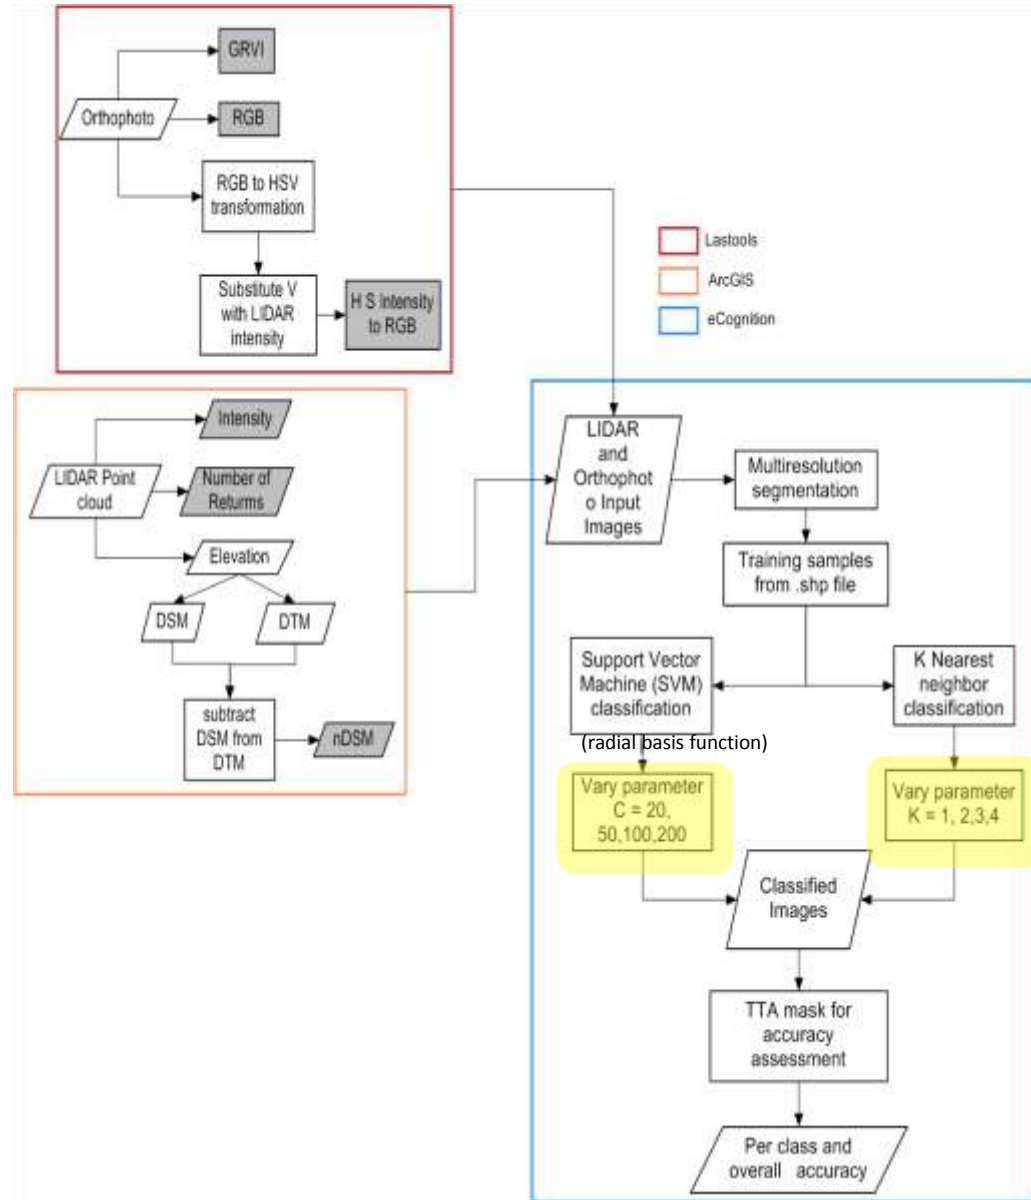 GRVI
Orthophoto
RGB
RGB to HSV
transformation
Substitute V
with LIDAR
intensity
H S Intensity
to RGB
Lastools
ArcGIS
eCognition
Intensity
LIDAR Point
cloud
Number of
Returms
Elevation
DSM
DTM
subtract
DSM from
DTM
nDSM
LIDAR
and
Orthophot
o Input
Images
Multiresolution
segmentation
Training samples
from .shp file
Support Vector
Machine (SVM)
classification
(radial basis function)
K Nearest
neighbor
classification
Vary parameter
C = 20,
50,100,200
Vary parameter
K = 1, 2,3,4
Classified
Images
TTA mask for
accuracy
assessment
Per class and
overall accuracy